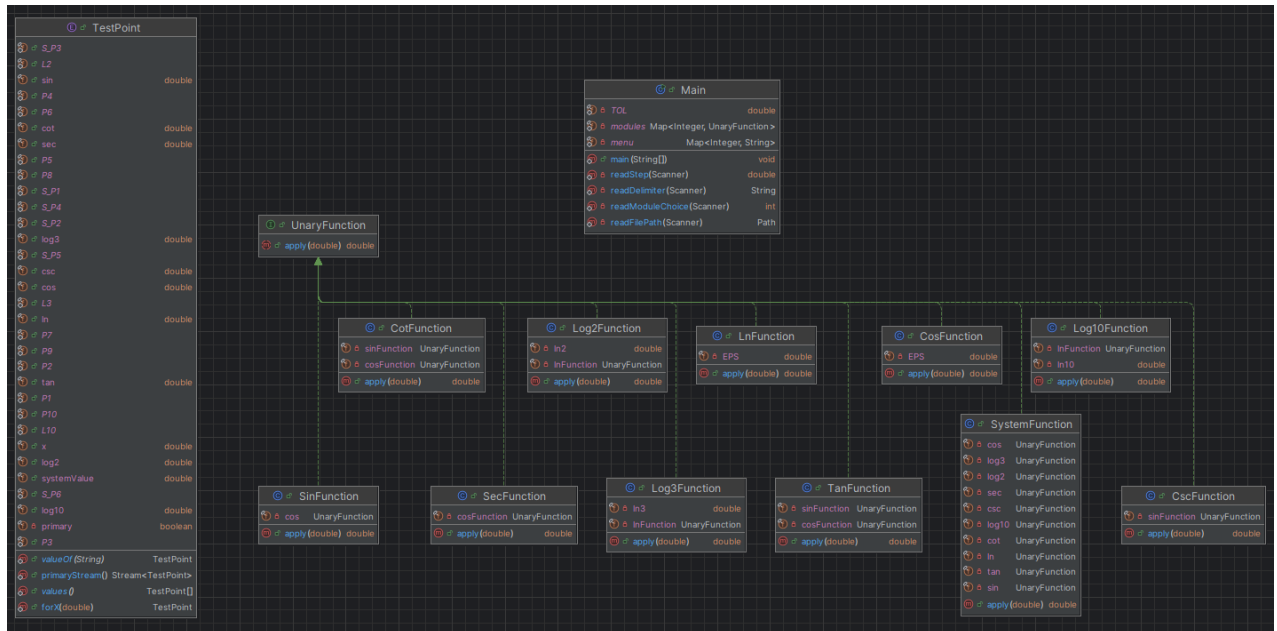 TestPoint
S_P3
L2
sin double
P4
P6
cot double
sec double
P5
P8
S_P1
S_P4
S_P2
log3 double
S_P5
csc double
cos double
L3
ln double
P7
P9
P2
tan double
P1
P10
L10
x double
log2 double
systemValue double
S_P6
log10 double
primary boolean
P3
valueOf(String) TestPoint
primaryStream() Stream<TestPoint>
values() TestPoint[]
forX(double) TestPoint
Main
TOL double
modules Map<Integer, UnaryFunction>
menu Map<Integer, String>
main(String[]) void
readStep(Scanner) double
readDelimiter(Scanner) String
readModuleChoice(Scanner) int
readFilePath(Scanner) Path
UnaryFunction
apply(double) double
CotFunction
sinFunction UnaryFunction
cosFunction UnaryFunction
apply(double) double
Log2Function
ln2 double
lnFunction UnaryFunction
apply(double) double
LnFunction
EPS double
apply(double) double
CosFunction
EPS double
apply(double) double
Log10Function
lnFunction UnaryFunction
ln10 double
apply(double) double
SinFunction
cos UnaryFunction
apply(double) double
SecFunction
cosFunction UnaryFunction
apply(double) double
Log3Function
ln3 double
lnFunction UnaryFunction
apply(double) double
TanFunction
sinFunction UnaryFunction
cosFunction UnaryFunction
apply(double) double
SystemFunction
cos UnaryFunction
log3 UnaryFunction
log2 UnaryFunction
sec UnaryFunction
csc UnaryFunction
log10 UnaryFunction
cot UnaryFunction
ln UnaryFunction
tan UnaryFunction
sin UnaryFunction
apply(double) double
CscFunction
sinFunction UnaryFunction
apply(double) double